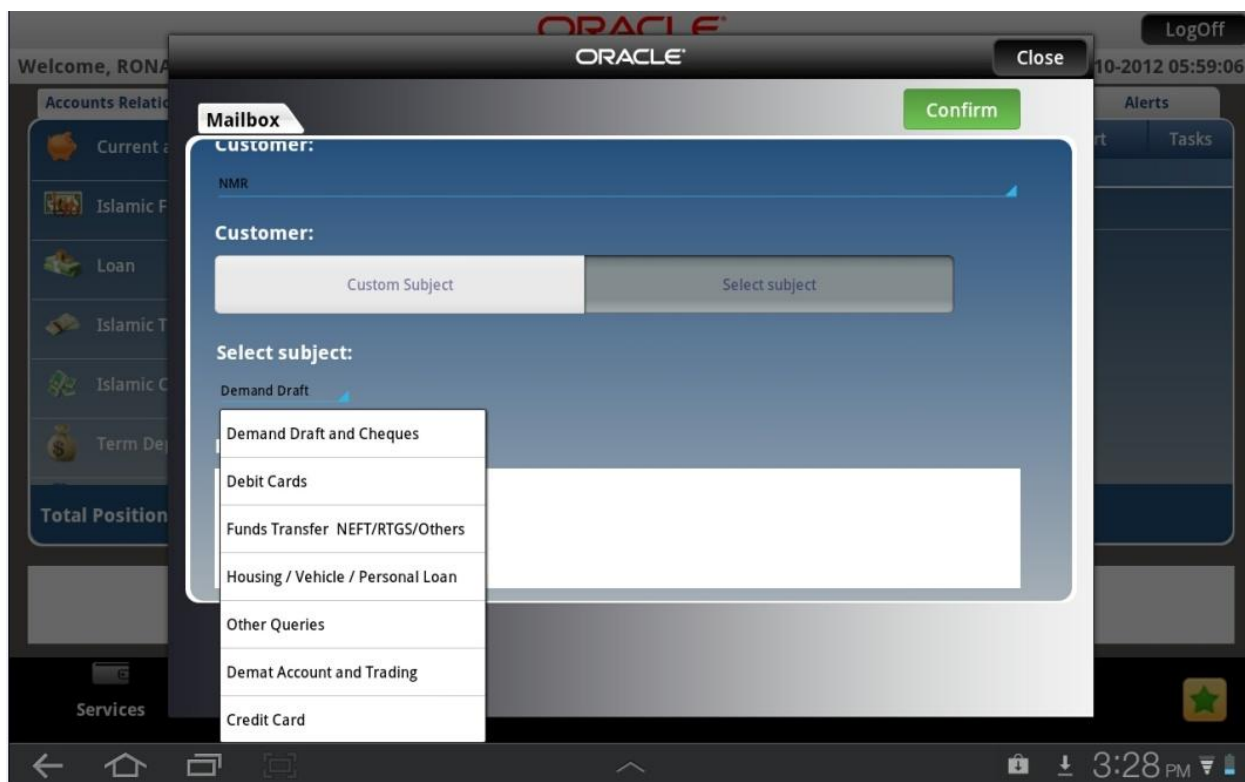 ORACLE
LogOff
ORACLE
Close
Welcome, RONA
10-2012 05:59:06
Accounts Relatio
Alerts
Mailbox
Confirm
Current a
rt
Tasks
Customer:
NMR
Islamic F
Customer:
Loan
Custom Subject
Select subject
Islamic T
Select subject:
Islamic C
Demand Draft
Demand Draft and Cheques
Term De
Debit Cards
Total Position
Funds Transfer NEFT/RTGS/Others
Housing / Vehicle / Personal Loan
Other Queries
Demat Account and Trading
Services
Credit Card
3:28 PM